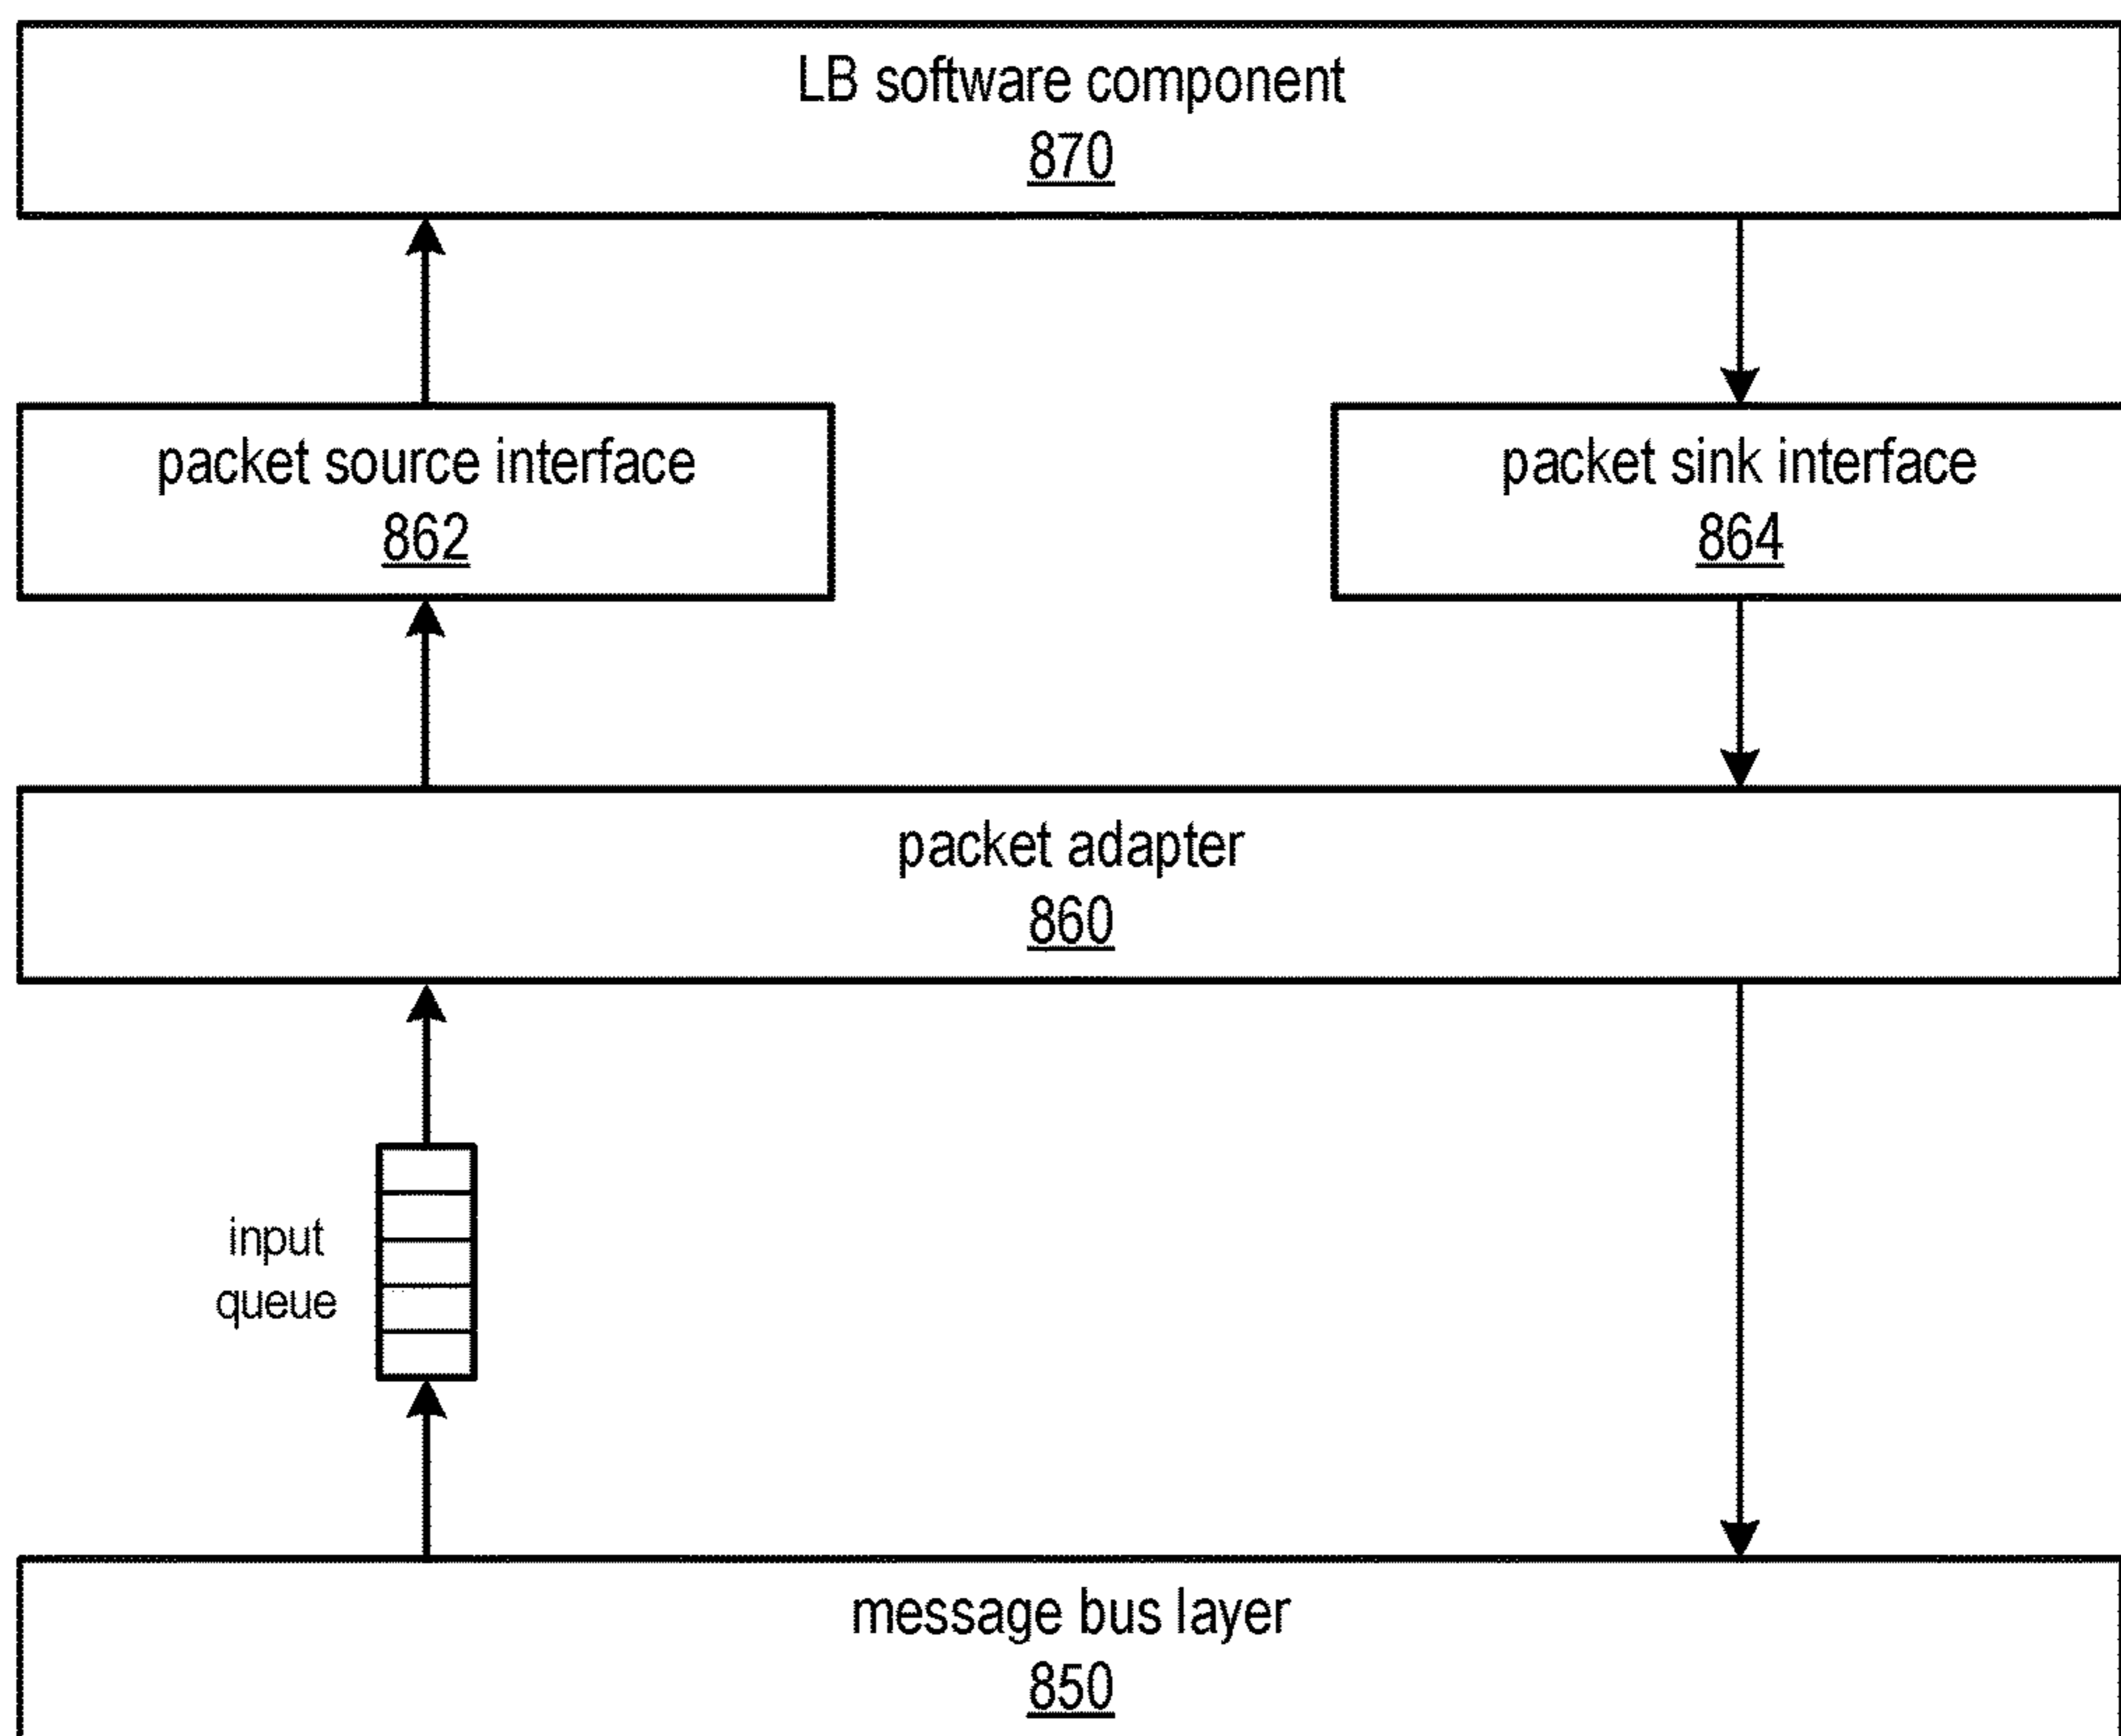 LB software component
870
packet source interface
862
packet sink interface
864
packet adapter
860
input
queue
message bus layer
850